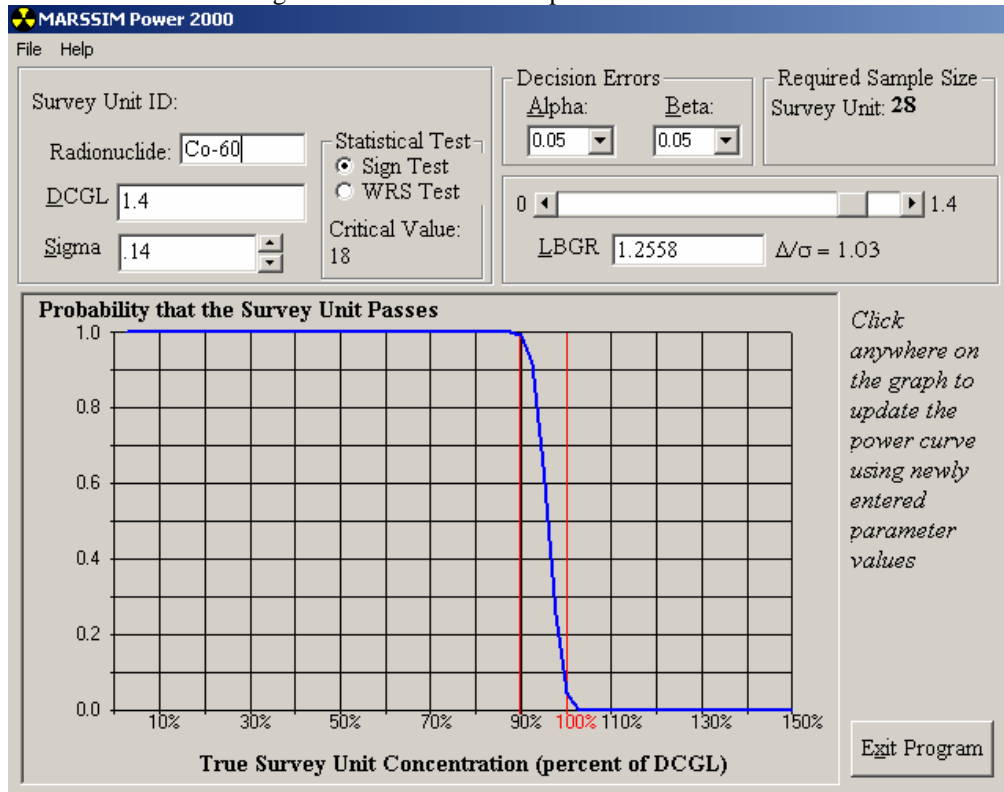 MARSSIM Power 2000
File Help
Survey Unit ID:
Radionuclide: Co-60
DCGL 1.4
Sigma .14
Statistical Test
Sign Test
WRS Test
Critical Value:
18
Decision Errors
Alpha: Beta:
0.05 0.05
Required Sample Size
Survey Unit: 28
0 1.4
LBGR 1.2558 Δ/σ = 1.03
Probability that the Survey Unit Passes
1.0
0.8
0.6
0.4
0.2
0.0
10% 30% 50% 70% 90% 100% 110% 130% 150%
True Survey Unit Concentration (percent of DCGL)
Click
anywhere on
the graph to
update the
power curve
using newly
entered
parameter
values
Exit Program